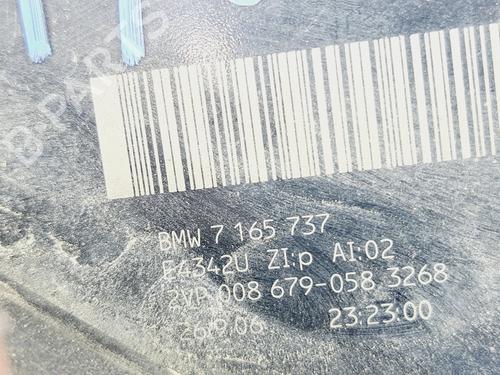 BMW 7 165 737
E4342U ZI:p AI:02
2VP 008 679-058 3268
26.9.06 23:23:00